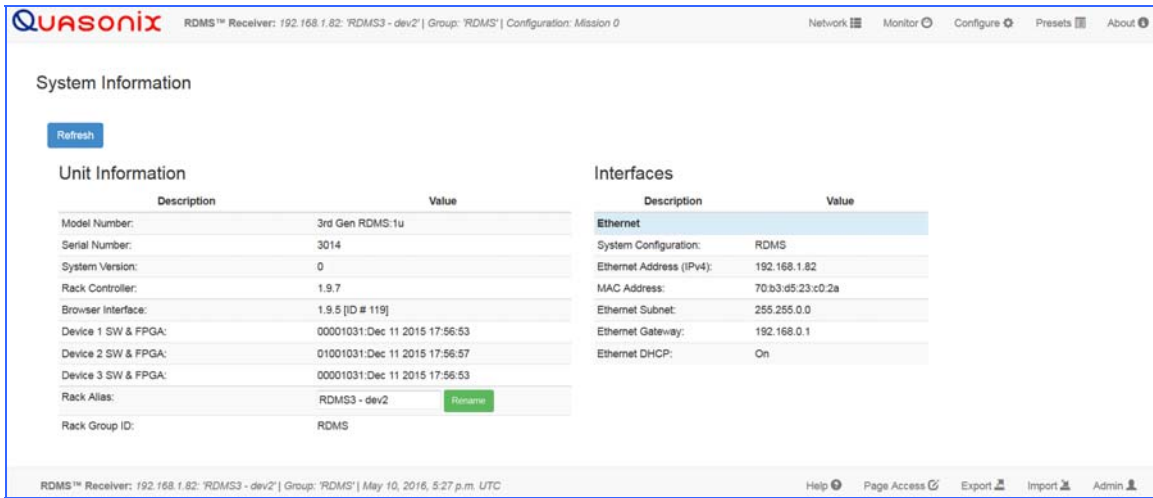 Quasonix RDMS™ Receiver: 192.168.1.82: 'RDMS3 - dev2' | Group: 'RDMS' | Configuration: Mission 0 Network Monitor Configure Presets About
System Information
Refresh
Unit Information
Description Value
Model Number: 3rd Gen RDMS:1u
Serial Number: 3014
System Version: 0
Rack Controller: 1.9.7
Browser Interface: 1.9.5 [ID # 119]
Device 1 SW & FPGA: 00001031:Dec 11 2015 17:56:53
Device 2 SW & FPGA: 01001031:Dec 11 2015 17:56:57
Device 3 SW & FPGA: 00001031:Dec 11 2015 17:56:53
Rack Alias: RDMS3 - dev2 Rename
Rack Group ID: RDMS
Interfaces
Description Value
Ethernet
System Configuration: RDMS
Ethernet Address (IPv4): 192.168.1.82
MAC Address: 70:b3:d5:23:c0:2a
Ethernet Subnet: 255.255.0.0
Ethernet Gateway: 192.168.0.1
Ethernet DHCP: On
RDMS™ Receiver: 192.168.1.82: 'RDMS3 - dev2' | Group: 'RDMS' | May 10, 2016, 5:27 p.m. UTC Help Page Access Export Import Admin